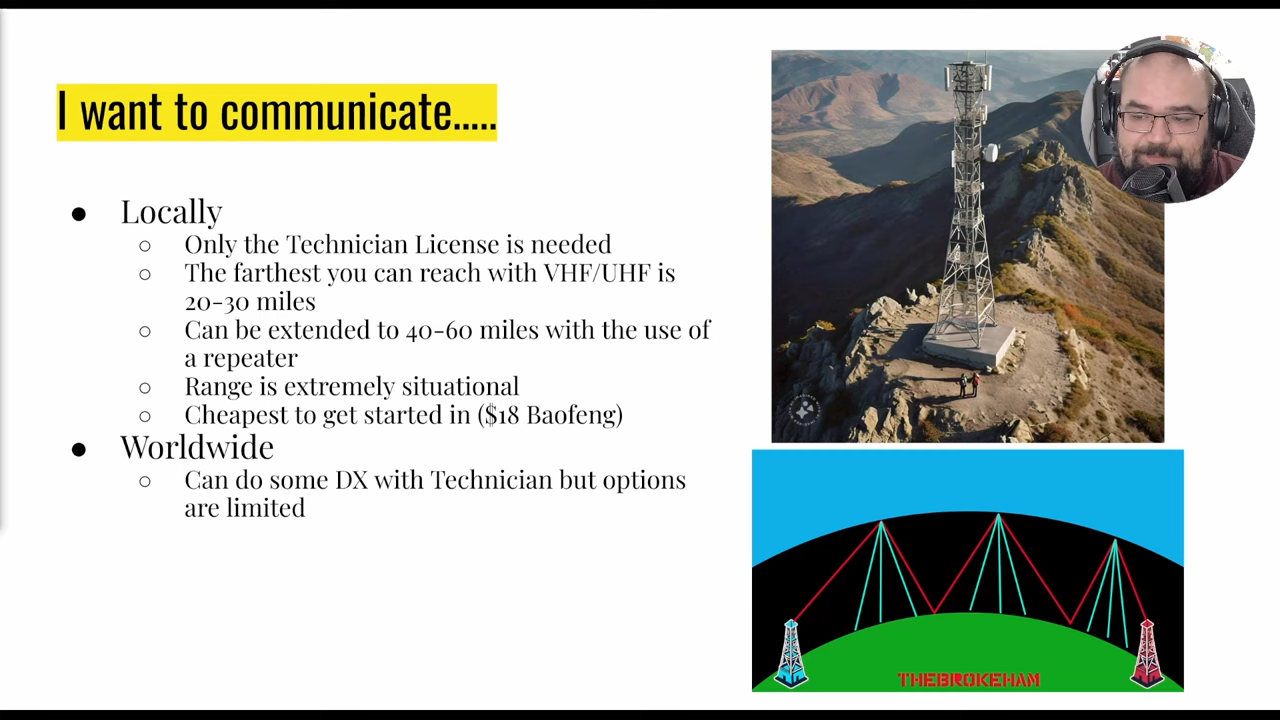 I want to communicate.....
● Locally
○ Only the Technician License is needed
○ The farthest you can reach with VHF/UHF is
20-30 miles
○ Can be extended to 40-60 miles with the use of
a repeater
○ Range is extremely situational
○ Cheapest to get started in ($18 Baofeng)
● Worldwide
○ Can do some DX with Technician but options
are limited
THEBROKEHAM